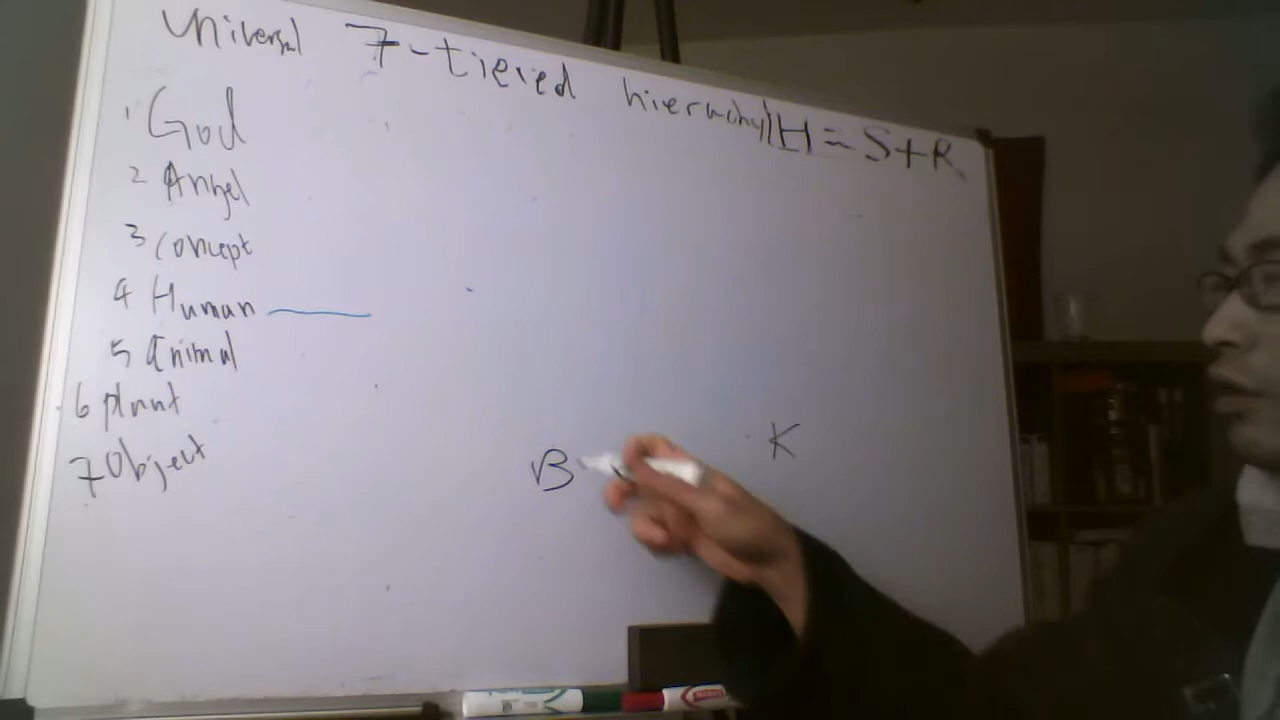 Universal 7-tiered hierarchy H = S+R
1 God
2 Angel
3 concept
4 Human
5 animal
6 plant
7 Object
B
K